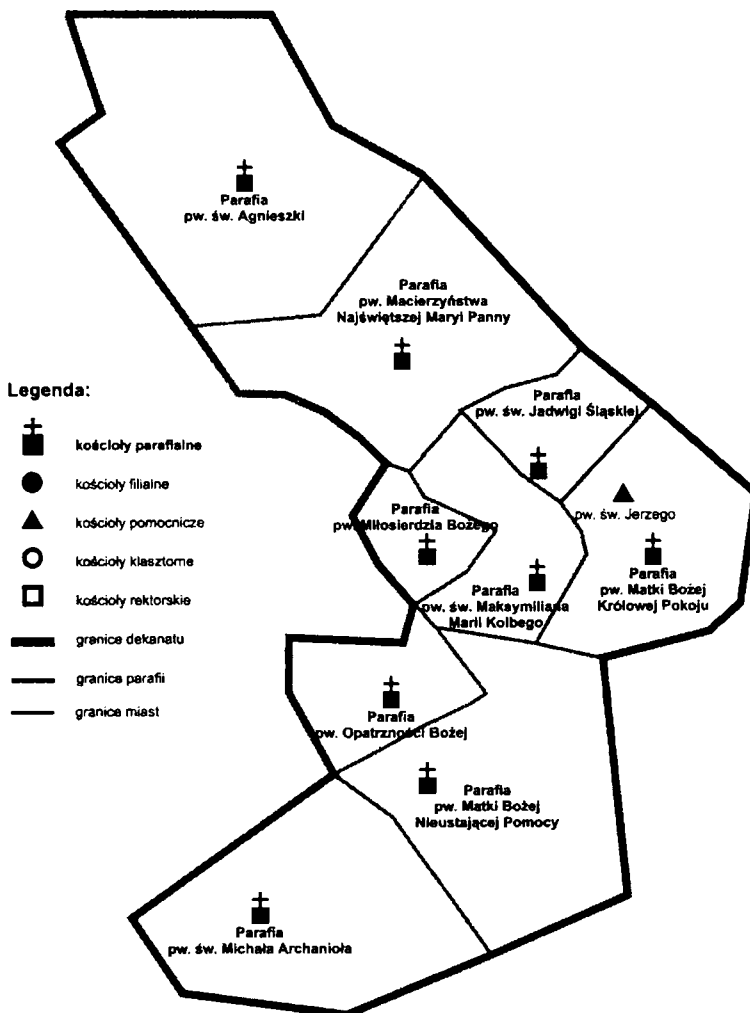 Parafia
pw. św. Agnieszki
Parafia
pw. Macierzyństwa
Najświętszej Maryi Panny
Legenda:
kościoły parafialne
kościoły filialne
kościoły pomocnicze
kościoły klasztorne
kościoły rektorskie
granice dekanatu
granice parafii
granice miast
Parafia
pw. św. Jadwigi Śląskiej
Parafia
pw. Miłosierdzia Bożego
pw. św. Jerzego
Parafia
pw. św. Maksymiliana
Marii Kolbego
Parafia
pw. Matki Bożej
Królowej Pokoju
Parafia
pw. Opatrzności Bożej
Parafia
pw. Matki Bożej
Nieustającej Pomocy
Parafia
pw. św. Michała Archanioła